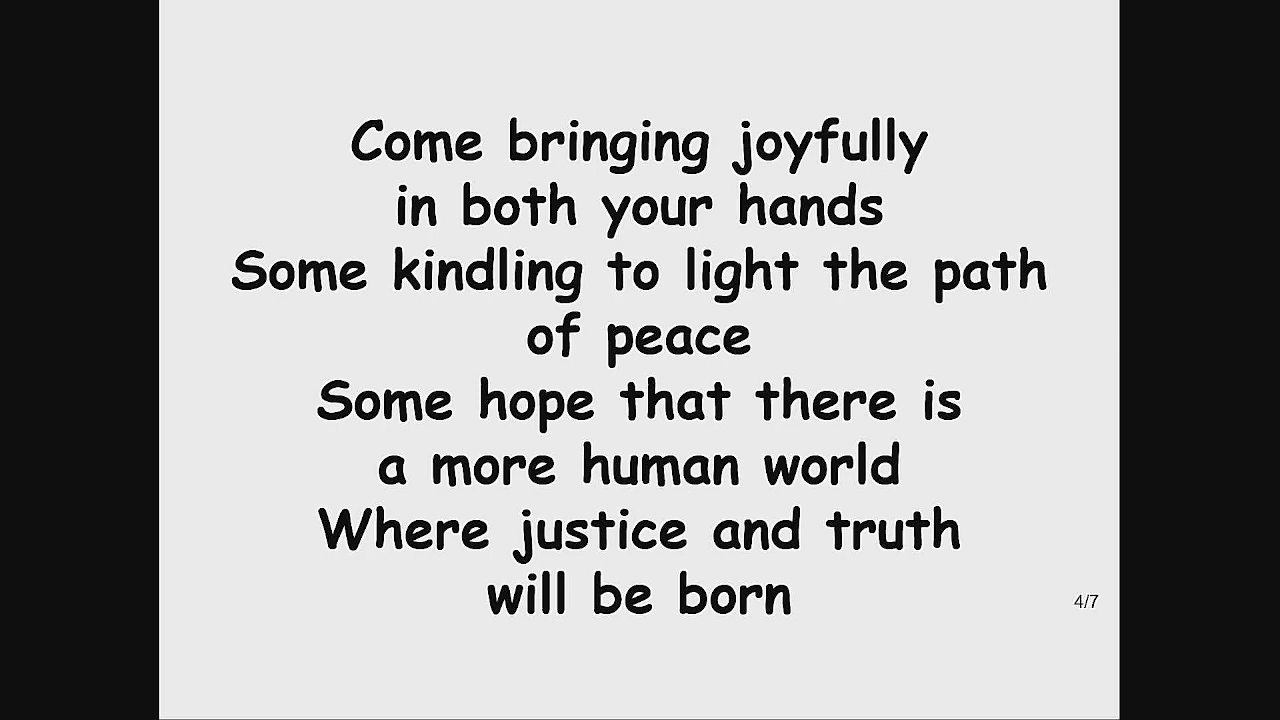 Come bringing joyfully
in both your hands
Some kindling to light the path
of peace
Some hope that there is
a more human world
Where justice and truth
will be born
4/7